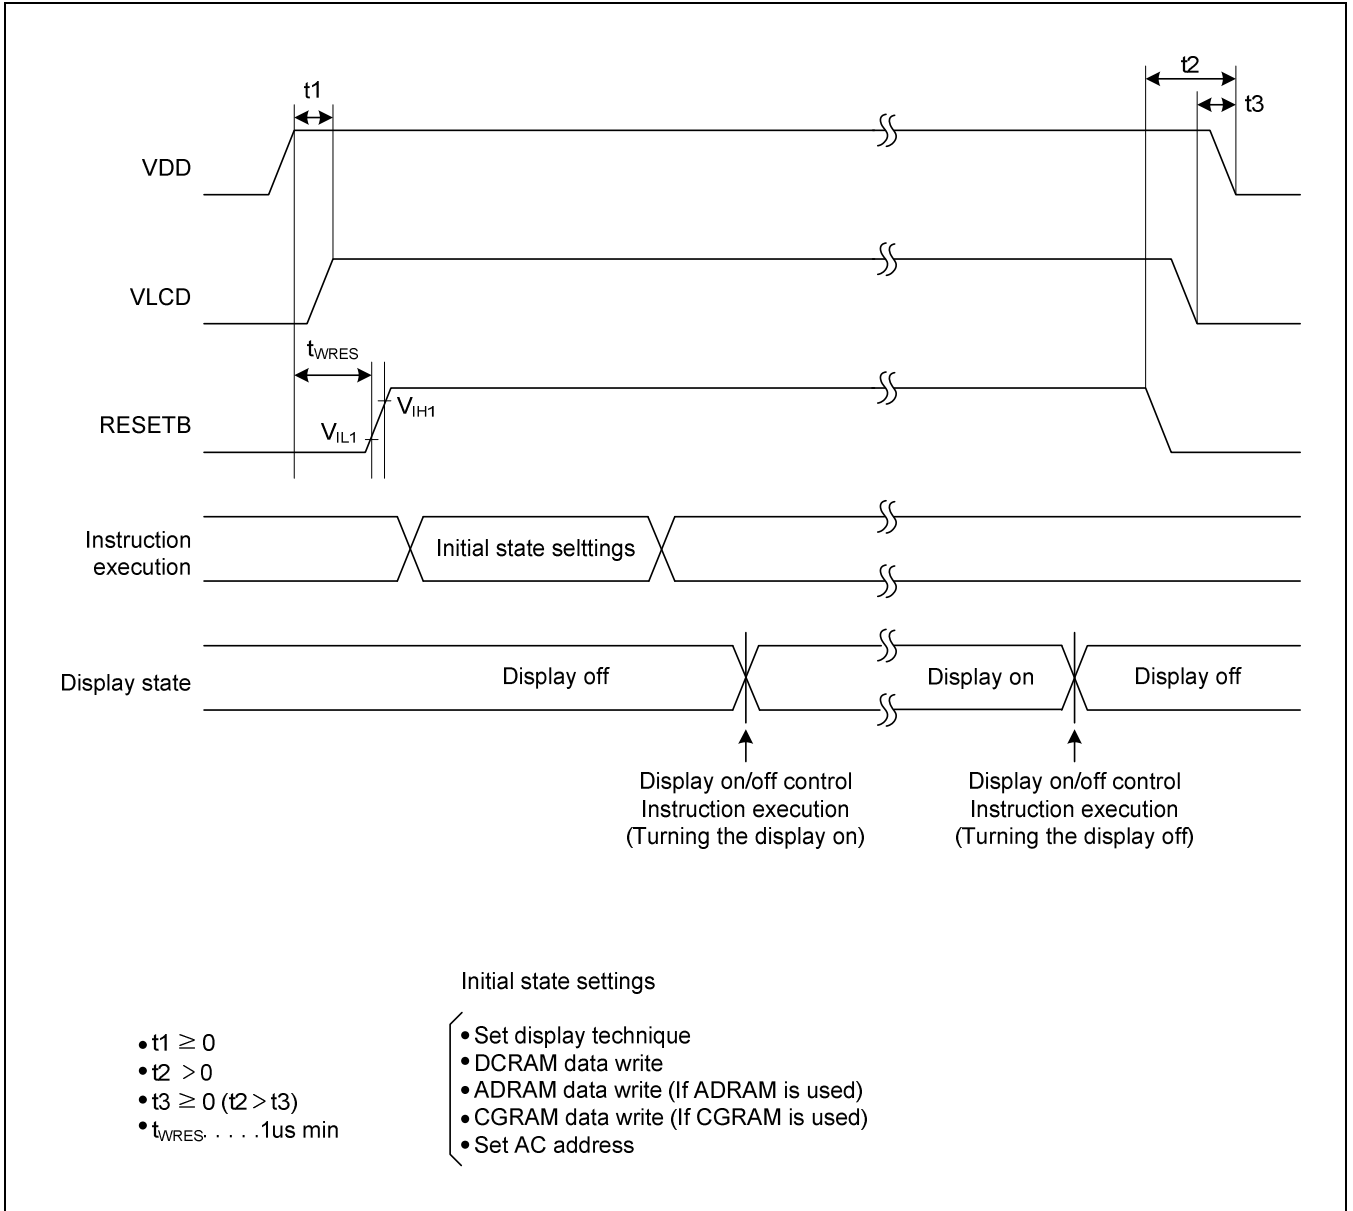 t1
t2
t3
VDD
VLCD
tWRES
VIH1
VIL1
RESETB
Instruction
execution
Initial state selttings
Display state
Display off
Display on
Display off
Display on/off control
Instruction execution
(Turning the display on)
Display on/off control
Instruction execution
(Turning the display off)
•t1 ≧ 0
•t2 >0
•t3 ≧ 0 (t2>t3)
•tWRES.....1us min
Initial state settings
•Set display technique
•DCRAM data write
•ADRAM data write (If ADRAM is used)
•CGRAM data write (If CGRAM is used)
•Set AC address